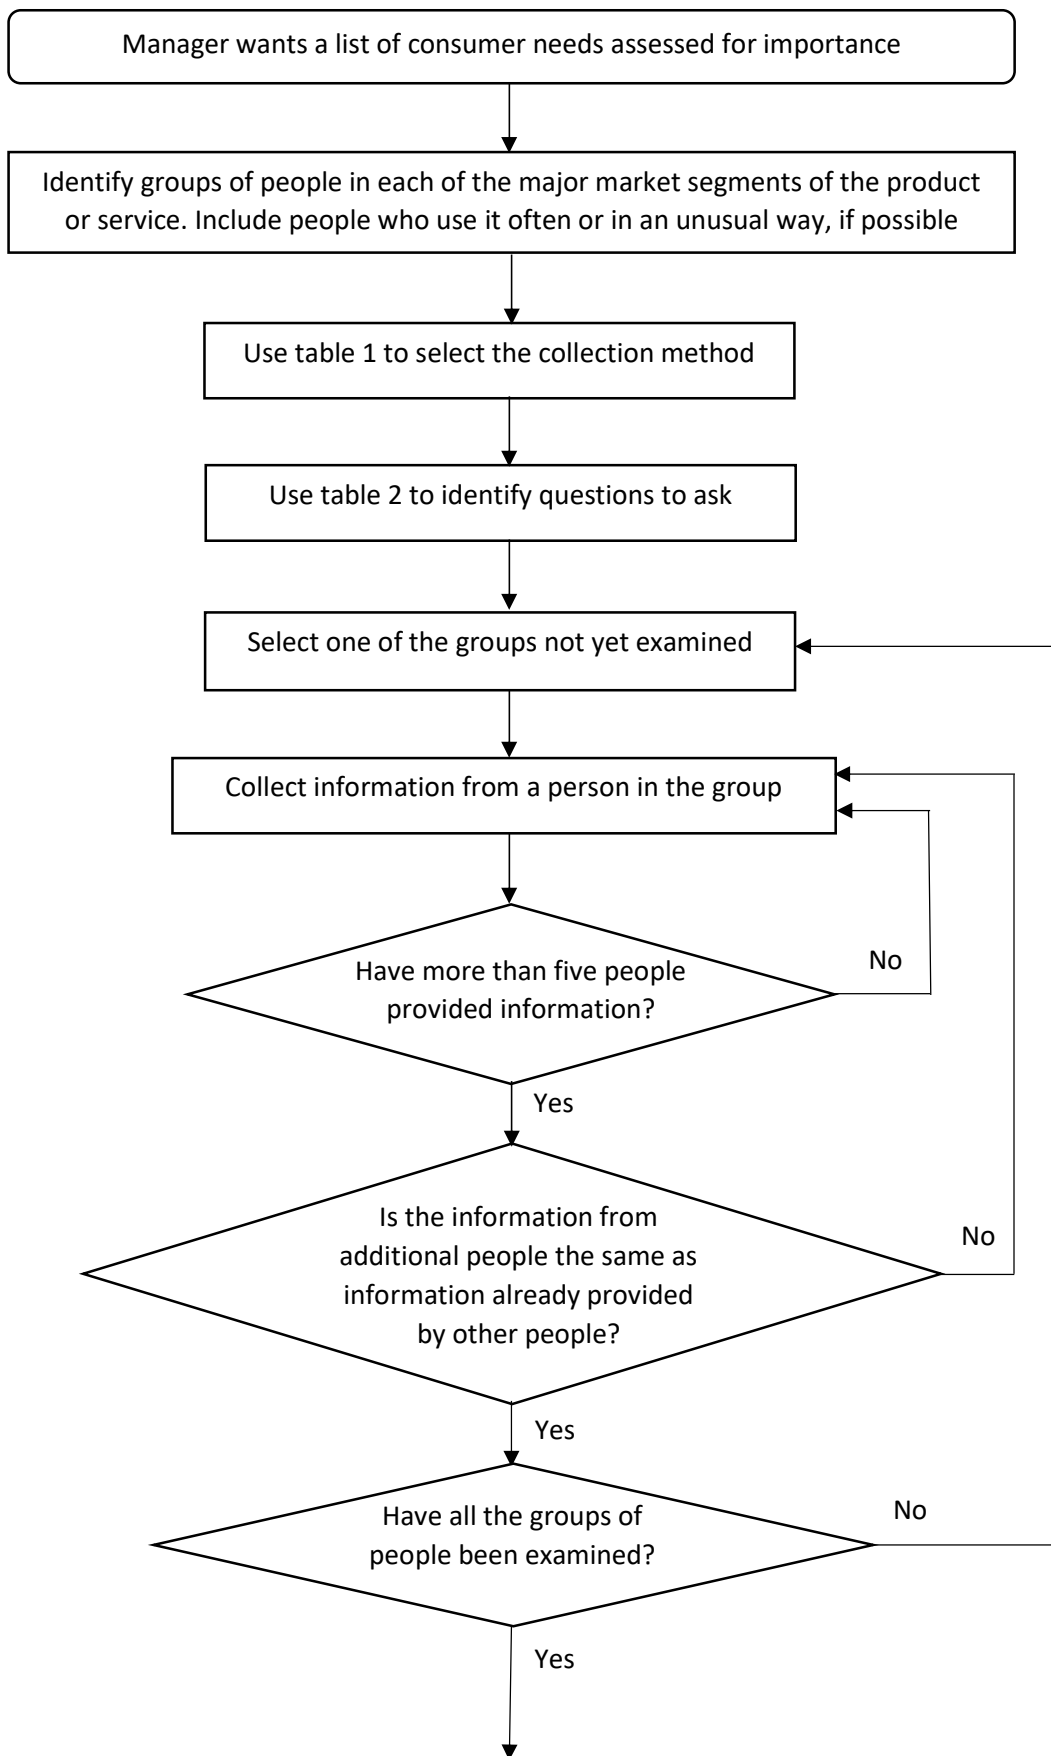 Manager wants a list of consumer needs assessed for importance
Identify groups of people in each of the major market segments of the product
or service. Include people who use it often or in an unusual way, if possible
Use table 1 to select the collection method
Use table 2 to identify questions to ask
Select one of the groups not yet examined
Collect information from a person in the group
Have more than five people
provided information?
No
Yes
Is the information from
additional people the same as
information already provided
by other people?
No
Yes
Have all the groups of
people been examined?
No
Yes